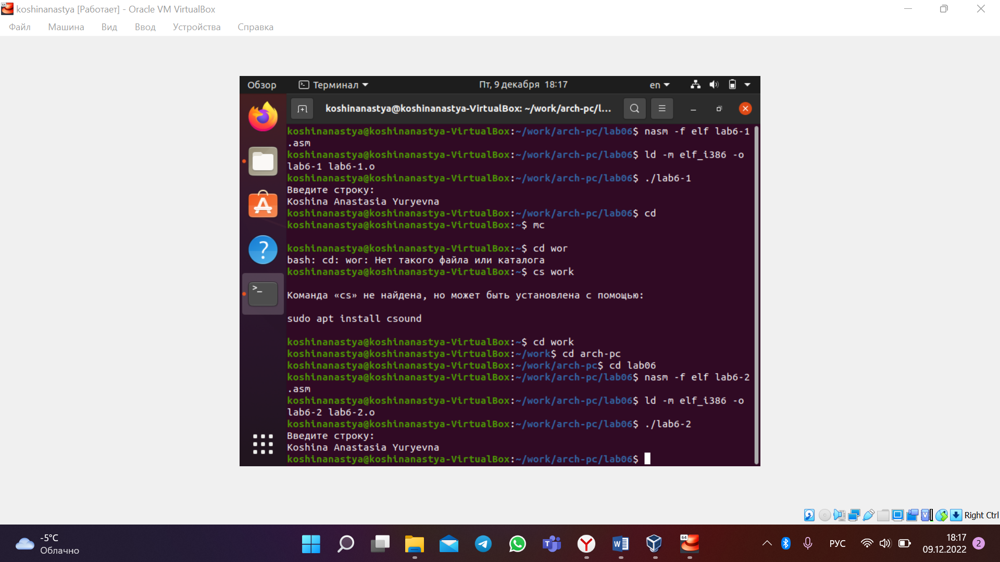 koshinanastya [Работает] - Oracle VM VirtualBox
Файл Машина Вид Ввод Устройства Справка
Обзор Терминал Пт, 9 декабря 18:17 en
koshinanastya@koshinanastya-VirtualBox: ~/work/arch-pc/l...
koshinanastya@koshinanastya-VirtualBox:~/work/arch-pc/lab06$ nasm -f elf lab6-1
.asm
koshinanastya@koshinanastya-VirtualBox:~/work/arch-pc/lab06$ ld -m elf_i386 -o
lab6-1 lab6-1.o
koshinanastya@koshinanastya-VirtualBox:~/work/arch-pc/lab06$ ./lab6-1
Введите строку:
Koshina Anastasia Yuryevna
koshinanastya@koshinanastya-VirtualBox:~/work/arch-pc/lab06$ cd
koshinanastya@koshinanastya-VirtualBox:~$ mc
koshinanastya@koshinanastya-VirtualBox:~$ cd wor
bash: cd: wor: Нет такого файла или каталога
koshinanastya@koshinanastya-VirtualBox:~$ cs work
Команда «cs» не найдена, но может быть установлена с помощью:
sudo apt install csound
koshinanastya@koshinanastya-VirtualBox:~$ cd work
koshinanastya@koshinanastya-VirtualBox:~/work$ cd arch-pc
koshinanastya@koshinanastya-VirtualBox:~/work/arch-pc$ cd lab06
koshinanastya@koshinanastya-VirtualBox:~/work/arch-pc/lab06$ nasm -f elf lab6-2
.asm
koshinanastya@koshinanastya-VirtualBox:~/work/arch-pc/lab06$ ld -m elf_i386 -o
lab6-2 lab6-2.o
koshinanastya@koshinanastya-VirtualBox:~/work/arch-pc/lab06$ ./lab6-2
Введите строку:
Koshina Anastasia Yuryevna
koshinanastya@koshinanastya-VirtualBox:~/work/arch-pc/lab06$
Right Ctrl
-5°C
Облачно
64
РУС
18:17
09.12.2022
2